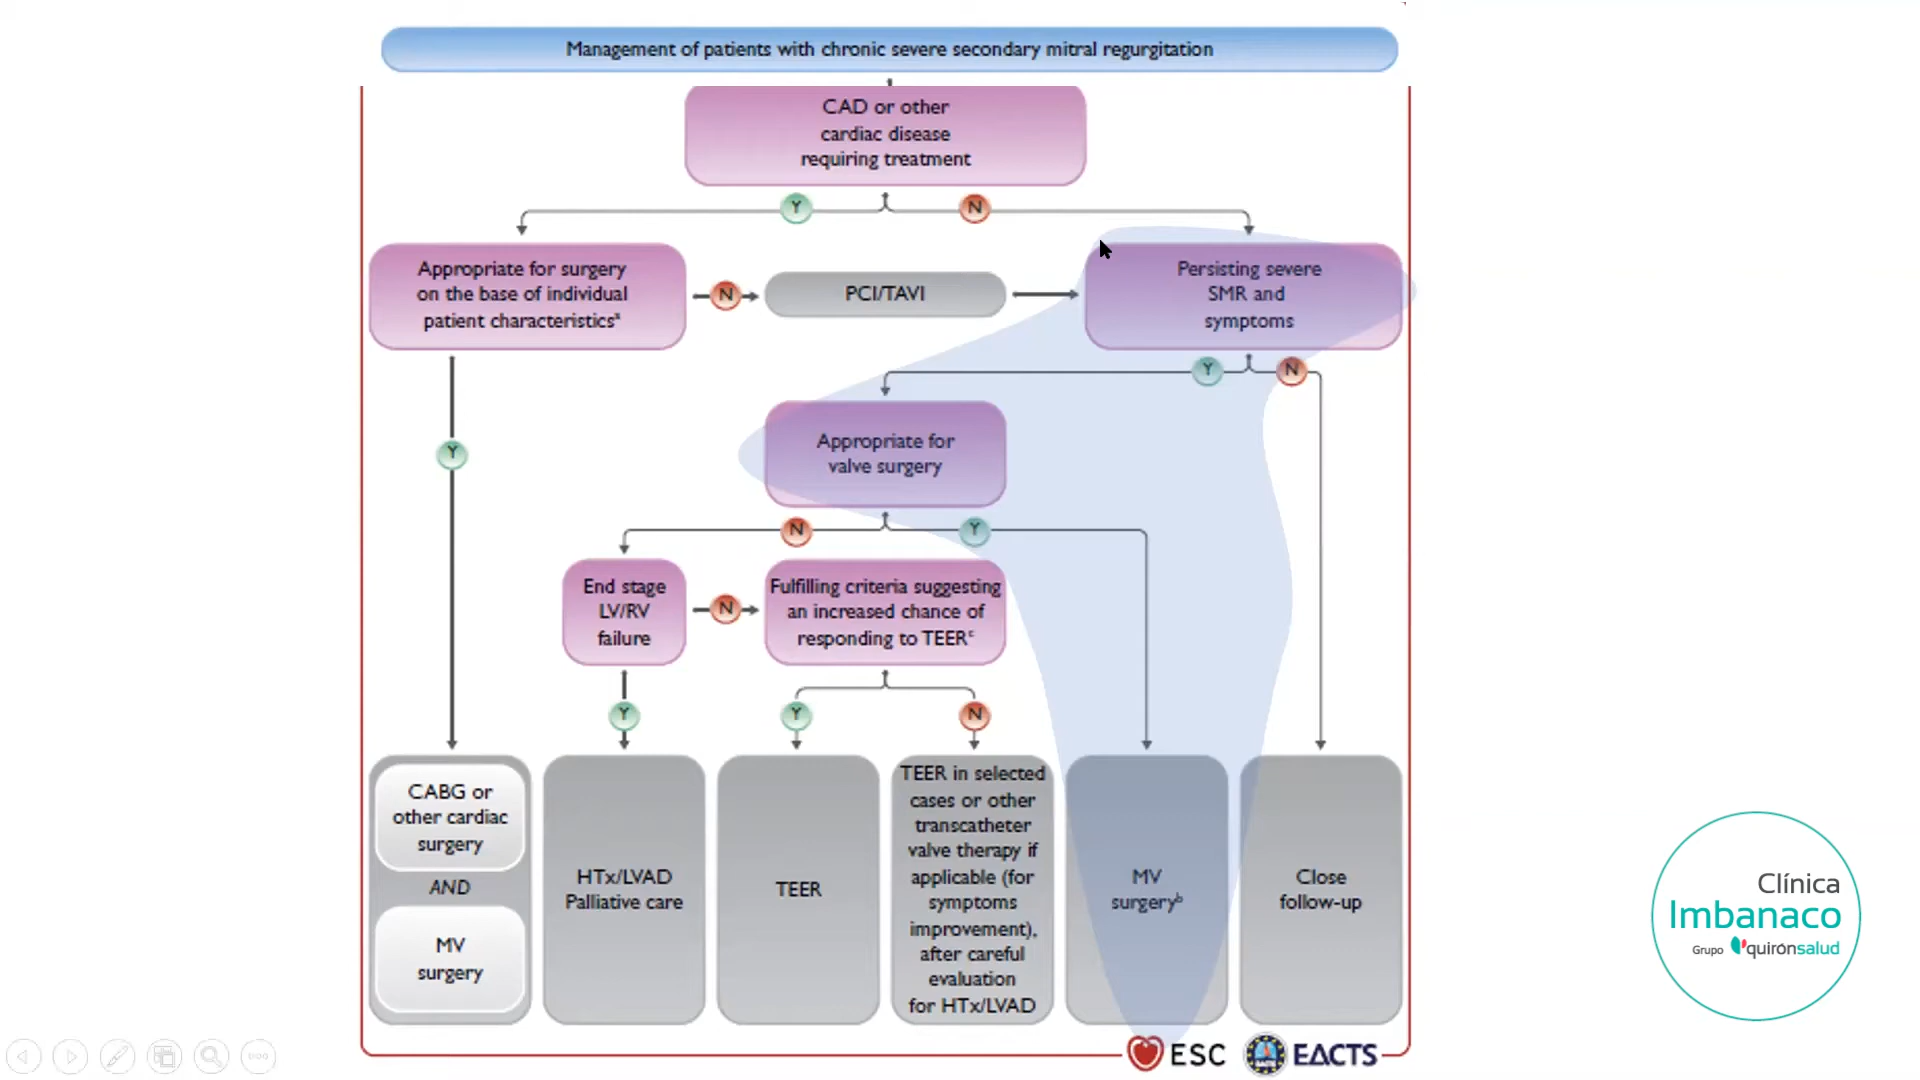 Management of patients with chronic severe secondary mitral regurgitation
CAD or other
cardiac disease
requiring treatment
Y
N
Appropriate for surgery
on the base of individual
patient characteristicsᵃ
N
PCI/TAVI
Persisting severe
SMR and
symptoms
Y
N
Y
Appropriate for
valve surgery
N
Y
End stage
LV/RV
failure
N
Fulfilling criteria suggesting
an increased chance of
responding to TEERᶜ
Y
Y
N
CABG or
other cardiac
surgery
AND
MV
surgery
HTx/LVAD
Palliative care
TEER
TEER in selected
cases or other
transcatheter
valve therapy if
applicable (for
symptoms
improvement),
after careful
evaluation
for HTx/LVAD
MV
surgeryᵇ
Close
follow-up
ESC
EACTS
Clínica
Imbanaco
Grupo quirónsalud